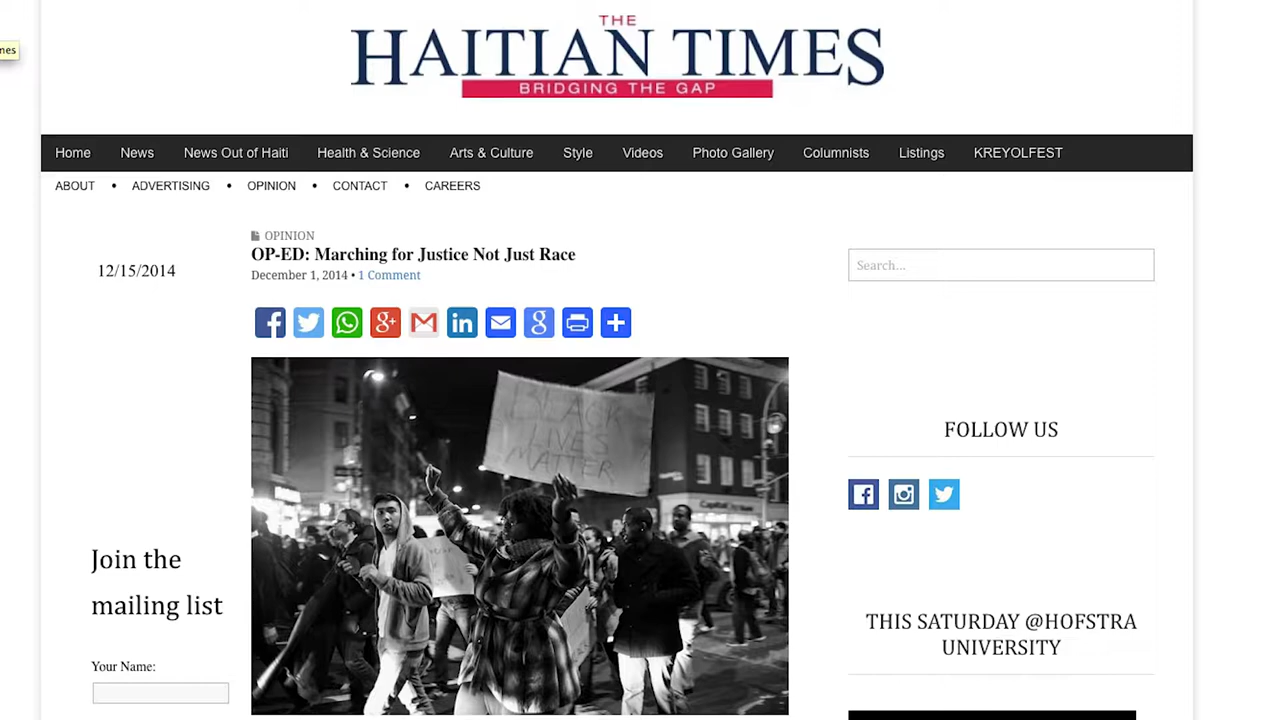 nes
THE
HAITIAN TIMES
BRIDGING THE GAP
Home News News Out of Haiti Health & Science Arts & Culture Style Videos Photo Gallery Columnists Listings KREYOLFEST
ABOUT • ADVERTISING • OPINION • CONTACT • CAREERS
OPINION
OP-ED: Marching for Justice Not Just Race
December 1, 2014 • 1 Comment
12/15/2014
BLACK
LIVES
MATTER
Join the
mailing list
Your Name:
Search...
FOLLOW US
THIS SATURDAY @HOFSTRA
UNIVERSITY